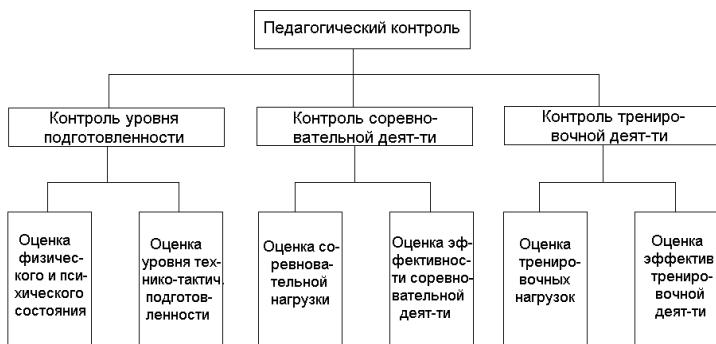 Педагогический контроль
Контроль уровня
подготовленности
Контроль соревно-
вательной деят-ти
Контроль трениро-
вочной деят-ти
Оценка
физичес-
кого и пси-
хического
состояния
Оценка
уровня тех-
нико-тактич.
подготов-
ленности
Оценка со-
ревнова-
тельной
нагрузки
Оценка эф-
фективнос-
ти соревно-
вательной
деят-ти
Оценка
трениро-
вочных
нагрузок
Оценка
эффектив
трениро-
вочной
деят-ти